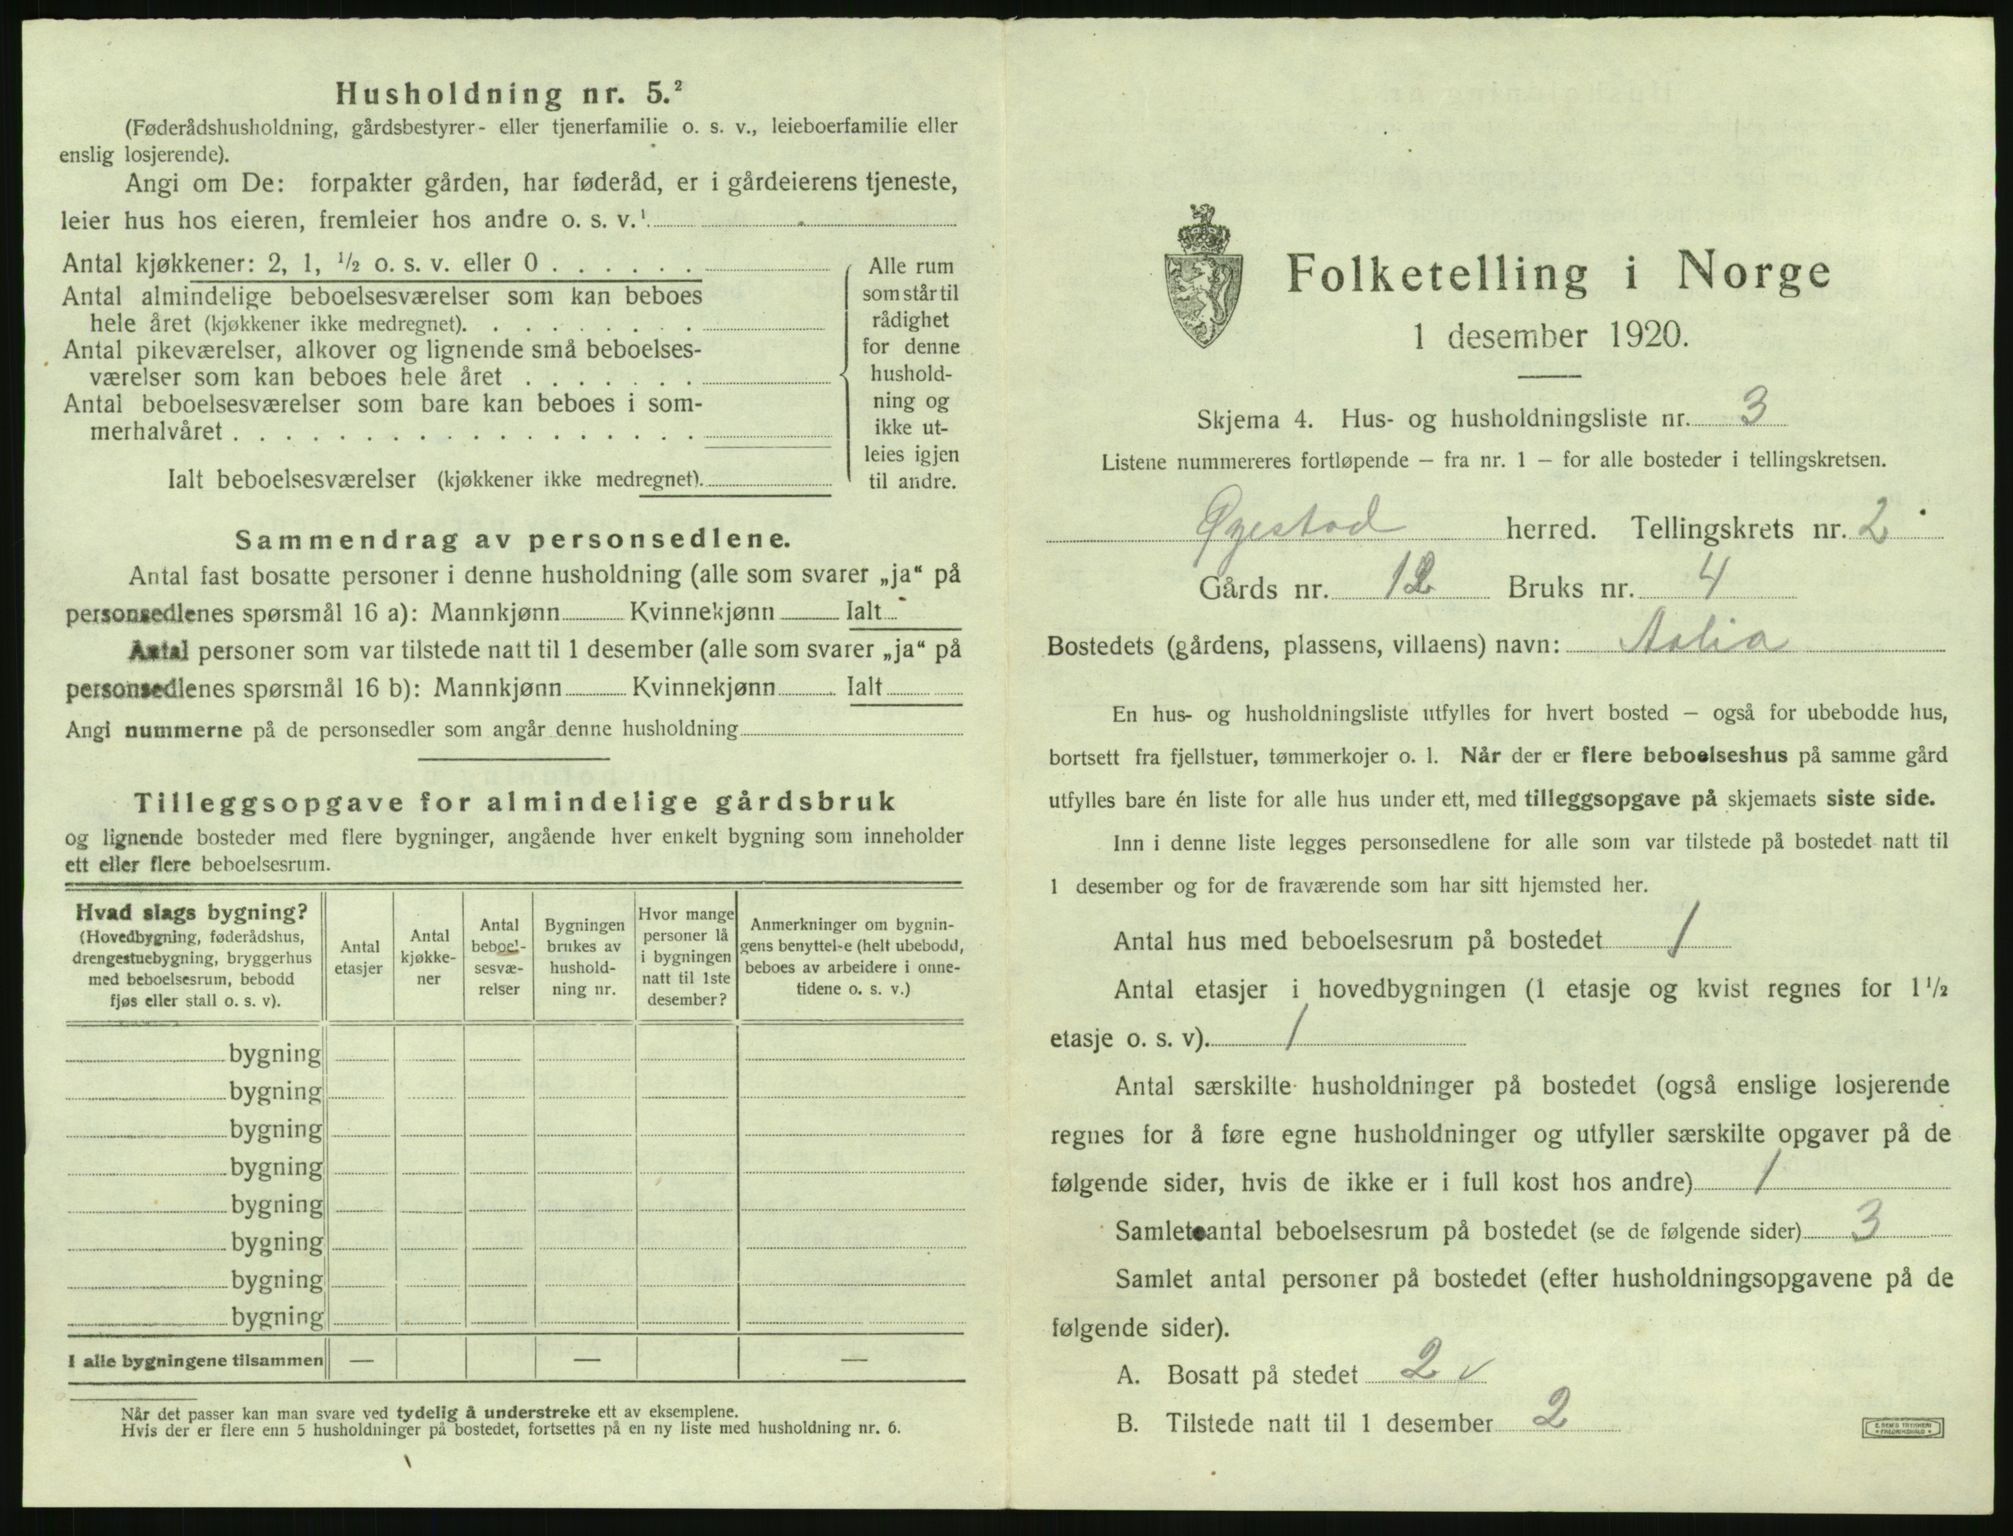 Husholdning nr. 5.²
(Føderådshusholdning, gårdsbestyrer- eller tjenerfamilie o. s. v., leieboerfamilie eller
enslig losjerende).
Angi om De: forpakter gården, har føderåd, er i gårdeierens tjeneste,
leier hus hos eieren, fremleier hos andre o. s. v.¹
Antal kjøkkener: 2, 1, ¹/₂ o. s. v. eller 0
Antal almindelige beboelsesværelser som kan beboes
hele året (kjøkkener ikke medregnet).
Antal pikeværelser, alkover og lignende små beboelses-
værelser som kan beboes hele året
Antal beboelsesværelser som bare kan beboes i som-
merhalvåret
Ialt beboelsesværelser (kjøkkener ikke medregnet).
Alle rum
som står til
rådighet
for denne
hushold-
ning og
ikke ut-
leies igjen
til andre.
Sammendrag av personsedlene.
Antal fast bosatte personer i denne husholdning (alle som svarer „ja“ på
personsedlenes spørsmål 16 a): Mannkjønn Kvinnekjønn Ialt
Antal personer som var tilstede natt til 1 desember (alle som svarer „ja“ på
personsedlenes spørsmål 16 b): Mannkjønn Kvinnekjønn Ialt
Angi nummerne på de personsedler som angår denne husholdning
Tilleggsopgave for almindelige gårdsbruk
og lignende bosteder med flere bygninger, angående hver enkelt bygning som inneholder
ett eller flere beboelsesrum.
Hvad slags bygning?
(Hovedbygning, føderådshus,
drengestuebygning, bryggerhus
med beboelsesrum, bebodd
fjøs eller stall o. s. v).
Antal
etasjer
Antal
kjøkke-
ner
Antal
beboel-
sesvæ-
relser
Bygningen
brukes av
hushold-
ning nr.
Hvor mange
personer lå
i bygningen
natt til 1ste
desember?
Anmerkninger om bygnin-
gens benyttel-e (helt ubebodd,
beboes av arbeidere i onne-
tidene o. s. v.)
bygning
bygning
bygning
bygning
bygning
bygning
bygning
bygning
I alle bygningene tilsammen — — —
Når det passer kan man svare ved tydelig å understreke ett av eksemplene.
Hvis der er flere enn 5 husholdninger på bostedet, fortsettes på en ny liste med husholdning nr. 6.
Folketelling i Norge
1 desember 1920.
Skjema 4. Hus- og husholdningsliste nr. 3
Listene nummereres fortløpende — fra nr. 1 — for alle bosteder i tellingskretsen.
Øyestad herred. Tellingskrets nr. 2
Gårds nr. 12 Bruks nr. 4
Bostedets (gårdens, plassens, villaens) navn: Aslia
En hus- og husholdningsliste utfylles for hvert bosted — også for ubebodde hus,
bortsett fra fjellstuer, tømmerkojer o. l. Når der er flere beboelseshus på samme gård
utfylles bare én liste for alle hus under ett, med tilleggsopgave på skjemaets siste side.
Inn i denne liste legges personsedlene for alle som var tilstede på bostedet natt til
1 desember og for de fraværende som har sitt hjemsted her.
Antal hus med beboelsesrum på bostedet 1
Antal etasjer i hovedbygningen (1 etasje og kvist regnes for 1¹/₂
etasje o. s. v). 1
Antal særskilte husholdninger på bostedet (også enslige losjerende
regnes for å føre egne husholdninger og utfyller særskilte opgaver på de
følgende sider, hvis de ikke er i full kost hos andre) 1
Samlet antal beboelsesrum på bostedet (se de følgende sider) 3
Samlet antal personer på bostedet (efter husholdningsopgavene på de
følgende sider).
A. Bosatt på stedet 2 v
B. Tilstede natt til 1 desember 2